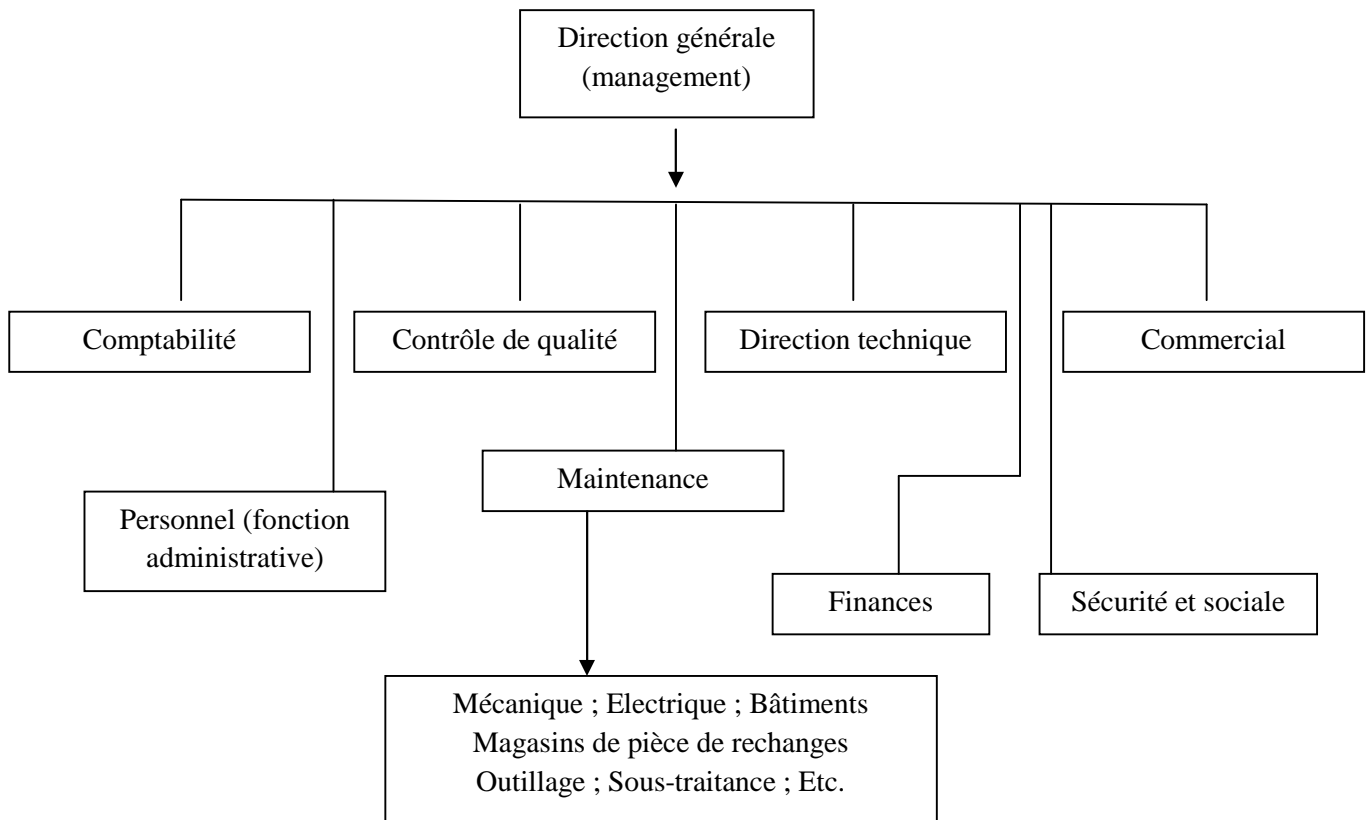 Direction générale
(management)
Comptabilité
Contrôle de qualité
Direction technique
Commercial
Maintenance
Personnel (fonction
administrative)
Finances
Sécurité et sociale
Mécanique ; Electrique ; Bâtiments
Magasins de pièce de rechanges
Outillage ; Sous-traitance ; Etc.